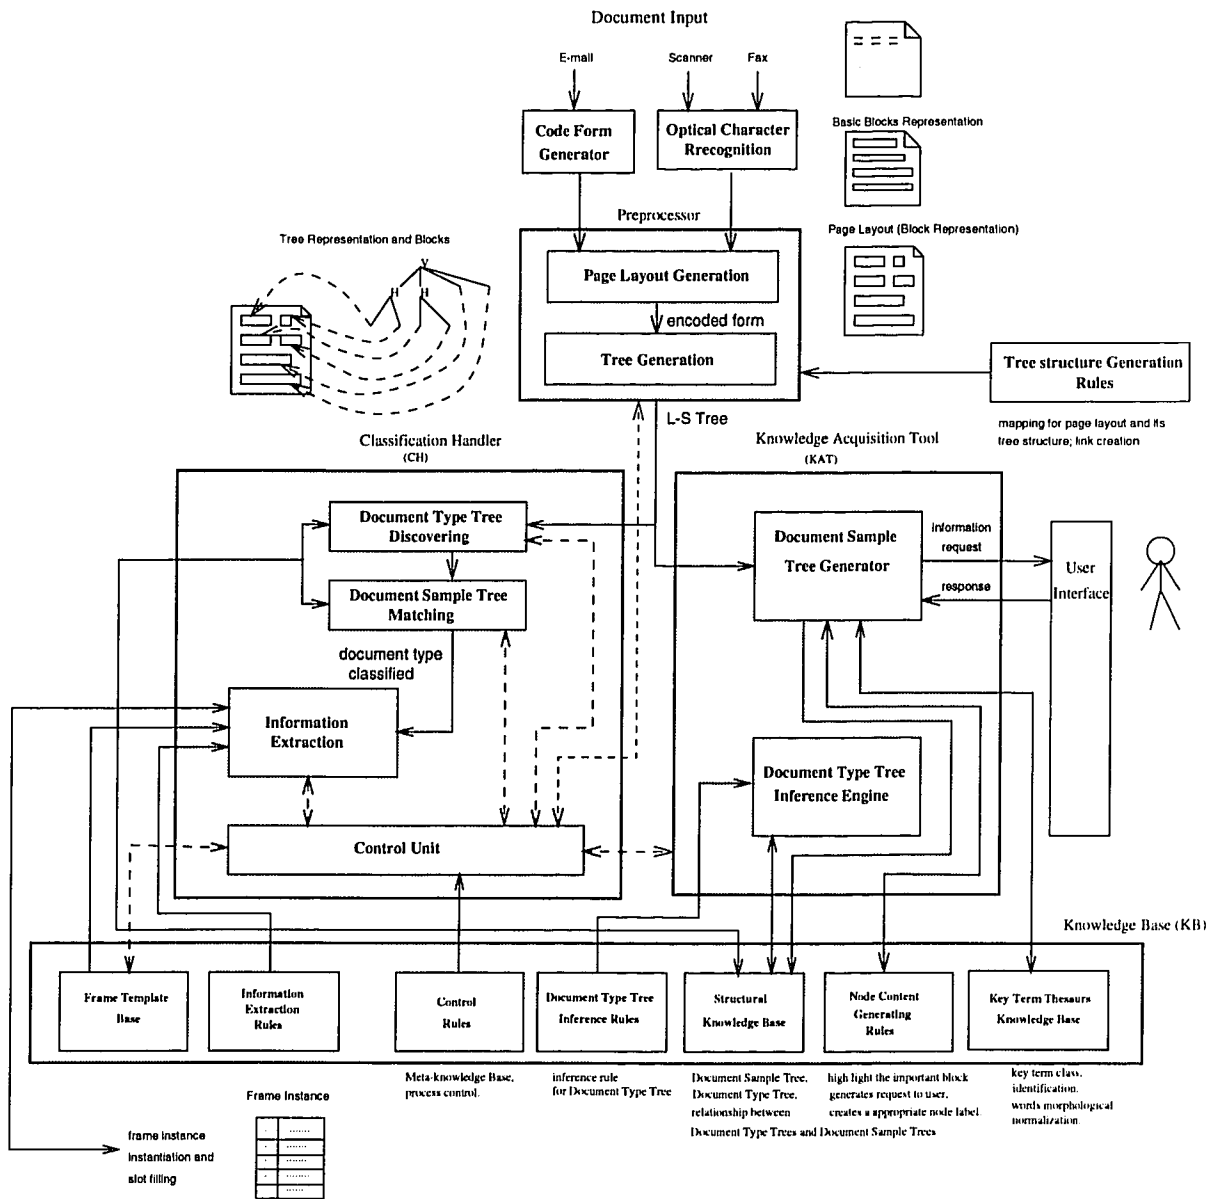 Document Input
E-mail
Scanner
Fax
Code Form
Generator
Optical Character
Rrecognition
Basic Blocks Representation
Preprocessor
Page Layout (Block Representation)
Tree Representation and Blocks
V
H
H
Page Layout Generation
encoded form
Tree Generation
Tree structure Generation
Rules
mapping for page layout and its
tree structure; link creation
L-S Tree
Classification Handler
(CH)
Knowledge Acquisition Tool
(KAT)
Document Type Tree
Discovering
Document Sample Tree
Matching
document type
classified
Information
Extraction
Control Unit
Document Sample
Tree Generator
information
request
response
User
Interface
Document Type Tree
Inference Engine
Knowledge Base (KB)
Frame Template
Base
Information
Extraction
Rules
Control
Rules
Document Type Tree
Inference Rules
Structural
Knowledge Base
Node Content
Generating
Rules
Key Term Thesaurs
Knowledge Base
Meta-knowledge Base,
process control.
inference rule
for Document Type Tree
Document Sample Tree,
Document Type Tree,
relationship between
Document Type Trees and Document Sample Trees
high light the important block
generates request to user,
creates a appropriate node label.
key term class,
identification.
words morphological
normalization.
Frame Instance
frame instance
instantiation and
slot filling